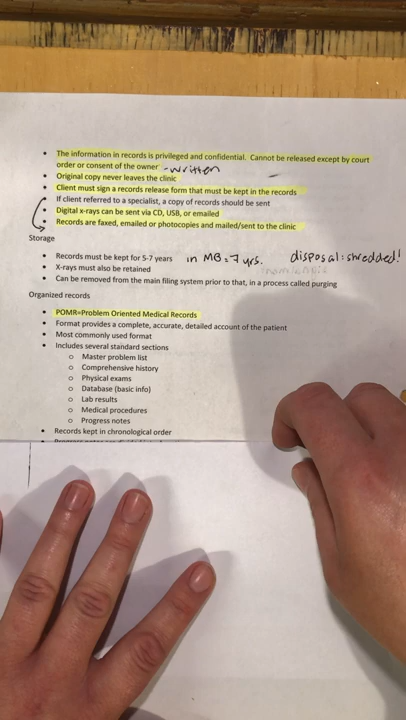 • The information in records is privileged and confidential. Cannot be released except by court
order or consent of the owner -written
• Original copy never leaves the clinic
• Client must sign a records release form that must be kept in the records
• If client referred to a specialist, a copy of records should be sent
• Digital x-rays can be sent via CD, USB, or emailed
• Records are faxed, emailed or photocopies and mailed/sent to the clinic
Storage
• Records must be kept for 5-7 years in MB = 7 yrs. disposal: shredded!
• X-rays must also be retained
• Can be removed from the main filing system prior to that, in a process called purging
Organized records
• POMR=Problem Oriented Medical Records
• Format provides a complete, accurate, detailed account of the patient
• Most commonly used format
• Includes several standard sections
o Master problem list
o Comprehensive history
o Physical exams
o Database (basic info)
o Lab results
o Medical procedures
o Progress notes
• Records kept in chronological order